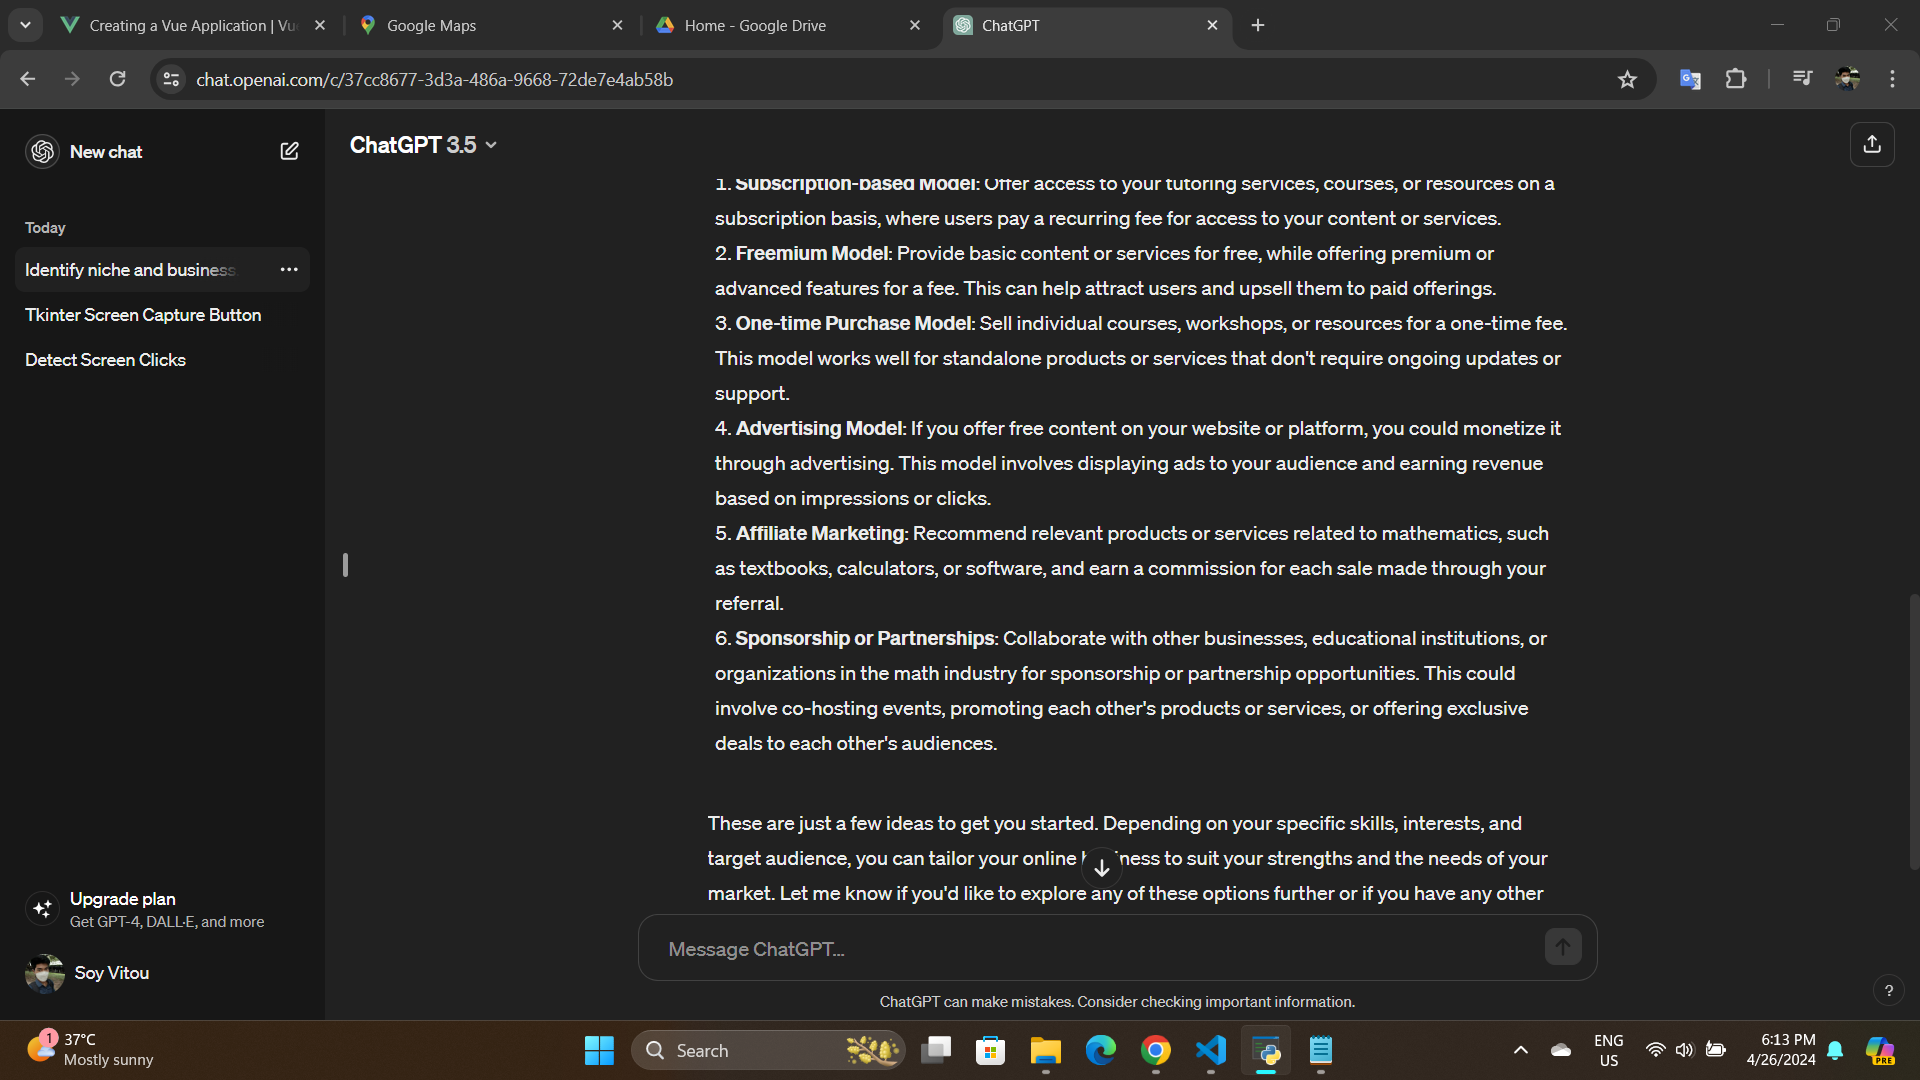 Creating a Vue Application | Vu
Google Maps
Home - Google Drive
ChatGPT
chat.openai.com/c/37cc8677-3d3a-486a-9668-72de7e4ab58b
New chat
Today
Identify niche and business
Tkinter Screen Capture Button
Detect Screen Clicks
Upgrade plan
Get GPT-4, DALL·E, and more
Soy Vitou
ChatGPT 3.5
1. Subscription-based Model: Offer access to your tutoring services, courses, or resources on a
subscription basis, where users pay a recurring fee for access to your content or services.
2. Freemium Model: Provide basic content or services for free, while offering premium or
advanced features for a fee. This can help attract users and upsell them to paid offerings.
3. One-time Purchase Model: Sell individual courses, workshops, or resources for a one-time fee.
This model works well for standalone products or services that don't require ongoing updates or
support.
4. Advertising Model: If you offer free content on your website or platform, you could monetize it
through advertising. This model involves displaying ads to your audience and earning revenue
based on impressions or clicks.
5. Affiliate Marketing: Recommend relevant products or services related to mathematics, such
as textbooks, calculators, or software, and earn a commission for each sale made through your
referral.
6. Sponsorship or Partnerships: Collaborate with other businesses, educational institutions, or
organizations in the math industry for sponsorship or partnership opportunities. This could
involve co-hosting events, promoting each other's products or services, or offering exclusive
deals to each other's audiences.
These are just a few ideas to get you started. Depending on your specific skills, interests, and
target audience, you can tailor your online business to suit your strengths and the needs of your
market. Let me know if you'd like to explore any of these options further or if you have any other
Message ChatGPT...
ChatGPT can make mistakes. Consider checking important information.
?
1
37°C
Mostly sunny
Search
ENG
US
6:13 PM
4/26/2024
PRE